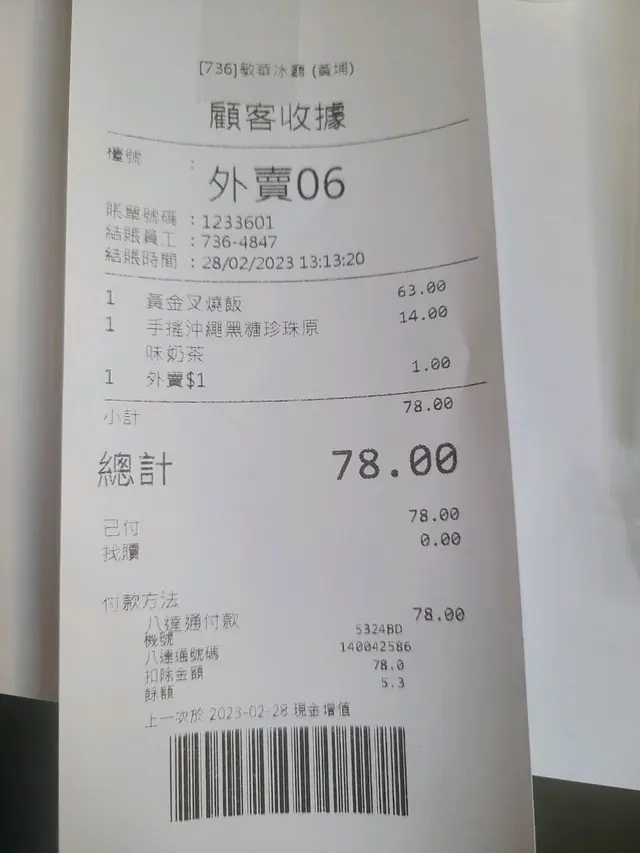 [736]敏華冰廳 (黃埔)
顧客收據
檯號 :
外賣06
賬單號碼 : 1233601
結賬員工 : 736-4847
結賬時間 : 28/02/2023 13:13:20
1 黃金叉燒飯 63.00
1 手搖沖繩黑糖珍珠原 14.00
味奶茶
1 外賣$1 1.00
小計 78.00
總計 78.00
已付 78.00
找贖 0.00
付款方法
八達通付款 78.00
機號 5324BD
八達通號碼 140042586
扣除金額 78.0
餘額 5.3
上一次於 2023-02-28 現金增值